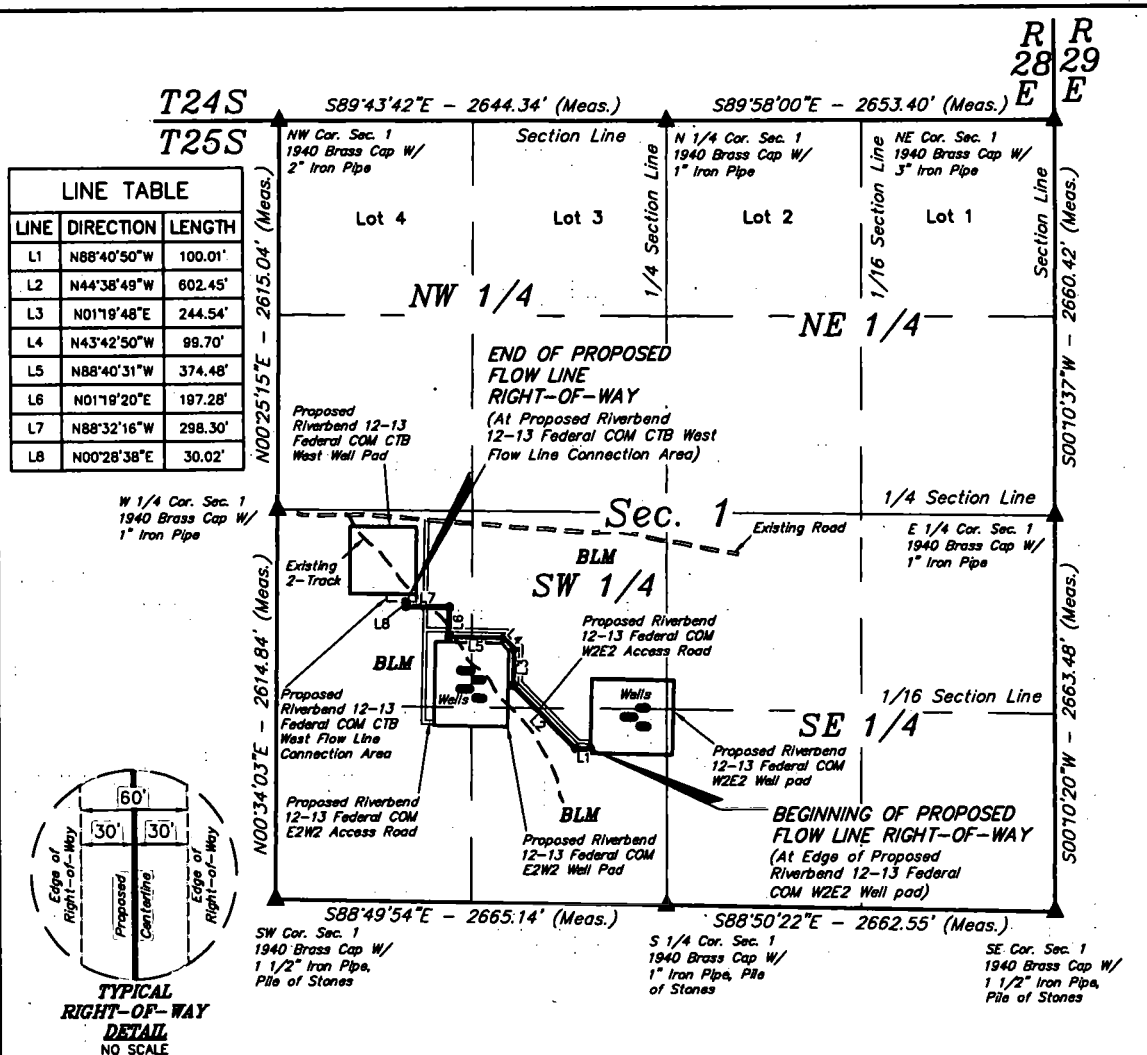 R R
28 29
E E
T24S
T25S
S89°43'42"E - 2644.34' (Meas.)
S89°58'00"E - 2653.40' (Meas.)
NW Cor. Sec. 1
1940 Brass Cap W/
2" Iron Pipe
Section Line
N 1/4 Cor. Sec. 1
1940 Brass Cap W/
1" Iron Pipe
NE Cor. Sec. 1
1940 Brass Cap W/
3" Iron Pipe
LINE TABLE
LINE DIRECTION LENGTH
L1 N88°40'50"W 100.01'
L2 N44°38'49"W 602.45'
L3 N01°19'48"E 244.54'
L4 N43°42'50"W 99.70'
L5 N88°40'31"W 374.48'
L6 N01°19'20"E 197.28'
L7 N88°32'16"W 298.30'
L8 N00°28'38"E 30.02'
N00°25'15"E - 2615.04' (Meas.)
Lot 4
Lot 3
1/4 Section Line
Lot 2
1/16 Section Line
Lot 1
Section Line
S00°10'37"W - 2660.42' (Meas.)
NW 1/4
NE 1/4
END OF PROPOSED
FLOW LINE
RIGHT-OF-WAY
(At Proposed Riverbend
12-13 Federal COM CTB West
Flow Line Connection Area)
Proposed
Riverbend 12-13
Federal COM CTB
West Well Pad
W 1/4 Cor. Sec. 1
1940 Brass Cap W/
1" Iron Pipe
Sec. 1
1/4 Section Line
Existing Road
E 1/4 Cor. Sec. 1
1940 Brass Cap W/
1" Iron Pipe
Existing
2-Track
BLM
SW 1/4
L7
L8
L6
L5
L3
L2
L1
Proposed Riverbend
12-13 Federal COM
W2E2 Access Road
BLM
Wells
Wells
1/16 Section Line
SE 1/4
Proposed
Riverbend 12-13
Federal COM CTB
West Flow Line
Connection Area
Proposed Riverbend
12-13 Federal COM
W2E2 Well pad
N00°34'03"E - 2614.84' (Meas.)
S00°10'20"W - 2663.48' (Meas.)
Proposed Riverbend
12-13 Federal COM
E2W2 Access Road
BLM
Proposed Riverbend
12-13 Federal COM
E2W2 Well Pad
BEGINNING OF PROPOSED
FLOW LINE RIGHT-OF-WAY
(At Edge of Proposed
Riverbend 12-13 Federal
COM W2E2 Well pad)
S88°49'54"E - 2665.14' (Meas.)
S88°50'22"E - 2662.55' (Meas.)
SW Cor. Sec. 1
1940 Brass Cap W/
1 1/2" Iron Pipe,
Pile of Stones
S 1/4 Cor. Sec. 1
1940 Brass Cap W/
1" Iron Pipe, Pile
of Stones
SE Cor. Sec. 1
1940 Brass Cap W/
1 1/2" Iron Pipe,
Pile of Stones
60'
30' 30'
Edge of
Right-of-Way
Proposed
Centerline
Edge of
Right-of-Way
TYPICAL
RIGHT-OF-WAY
DETAIL
NO SCALE